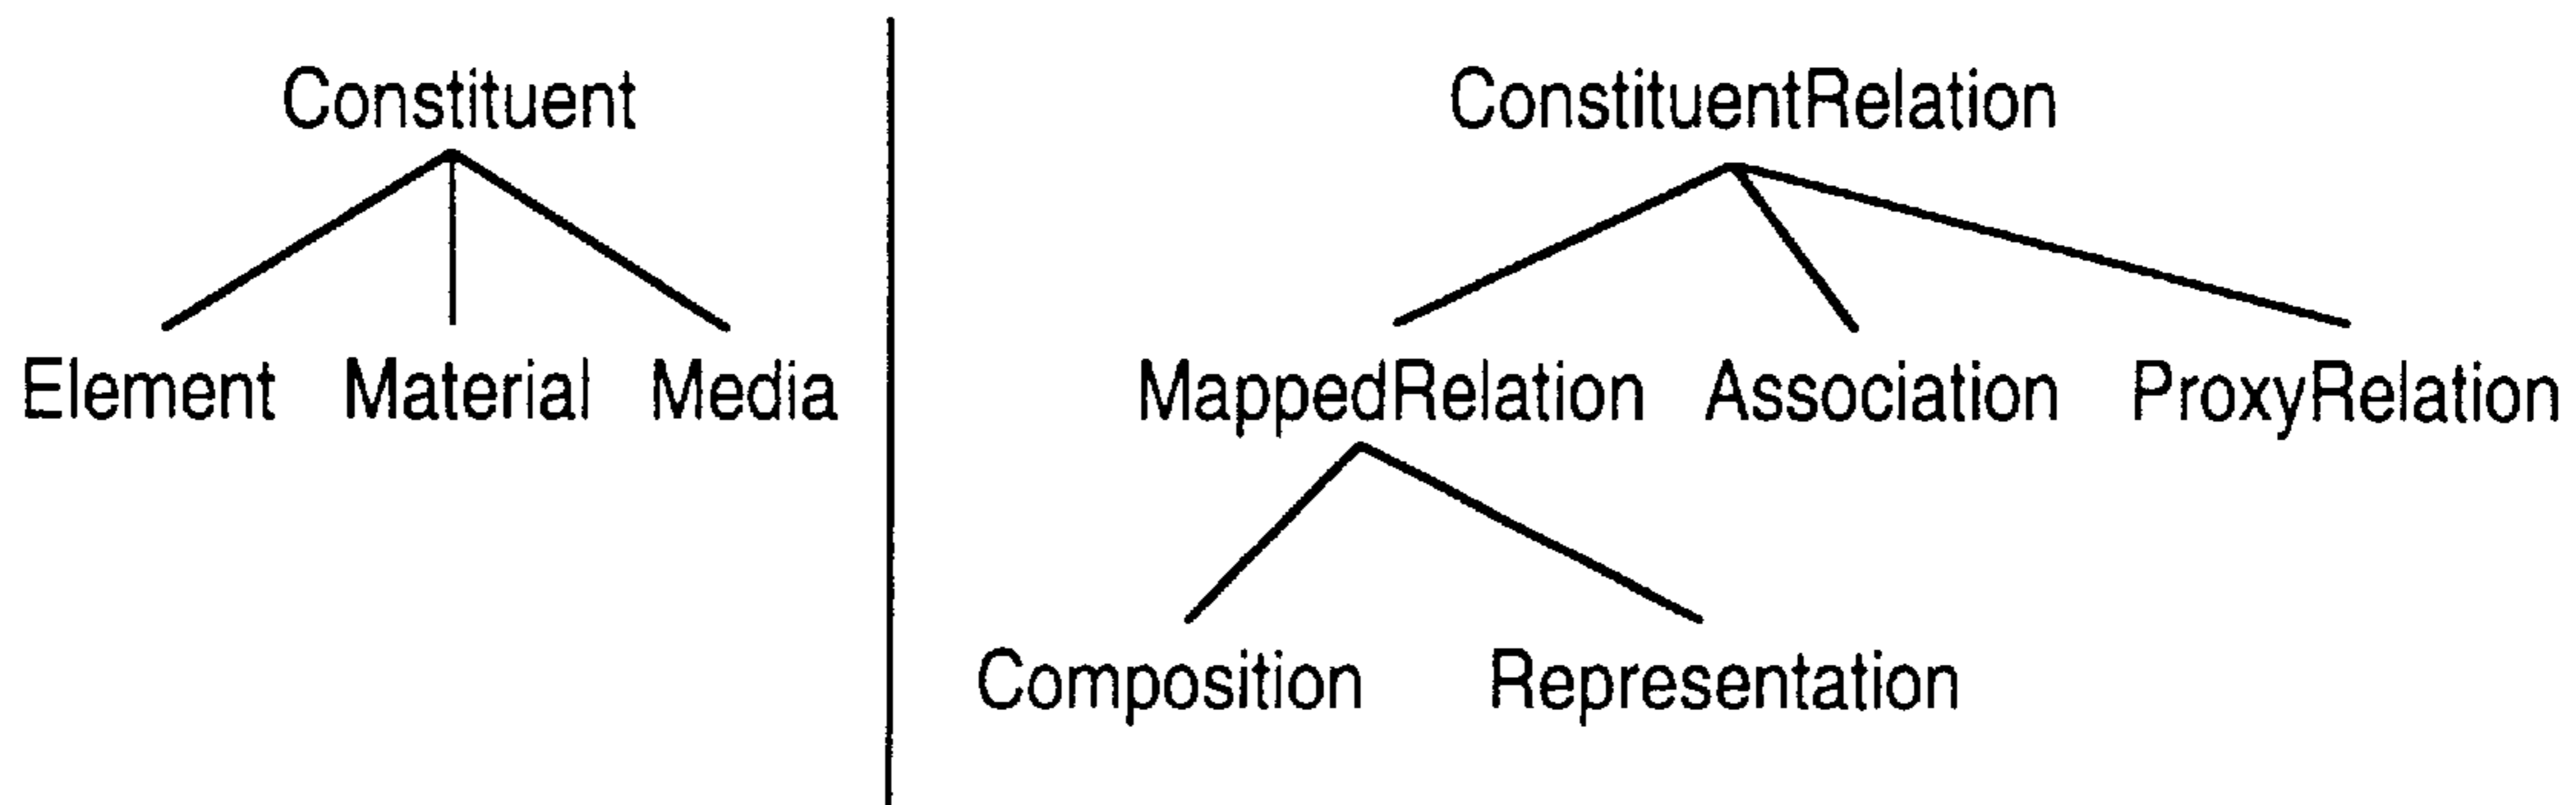 Constituent
Element Material Media
ConstituentRelation
MappedRelation Association ProxyRelation
Composition Representation